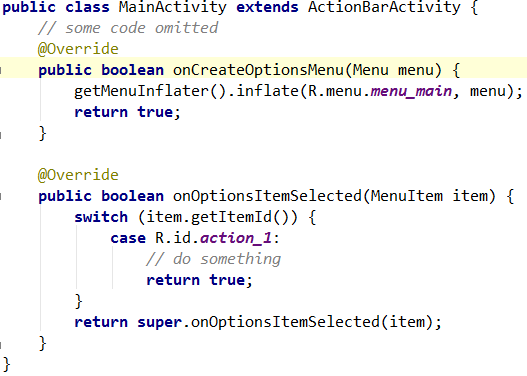 public class MainActivity extends ActionBarActivity {
    // some code omitted
    @Override
    public boolean onCreateOptionsMenu(Menu menu) {
        getMenuInflater().inflate(R.menu.menu_main, menu);
        return true;
    }

    @Override
    public boolean onOptionsItemSelected(MenuItem item) {
        switch (item.getItemId()) {
            case R.id.action_1:
                // do something
                return true;
        }
        return super.onOptionsItemSelected(item);
    }
}